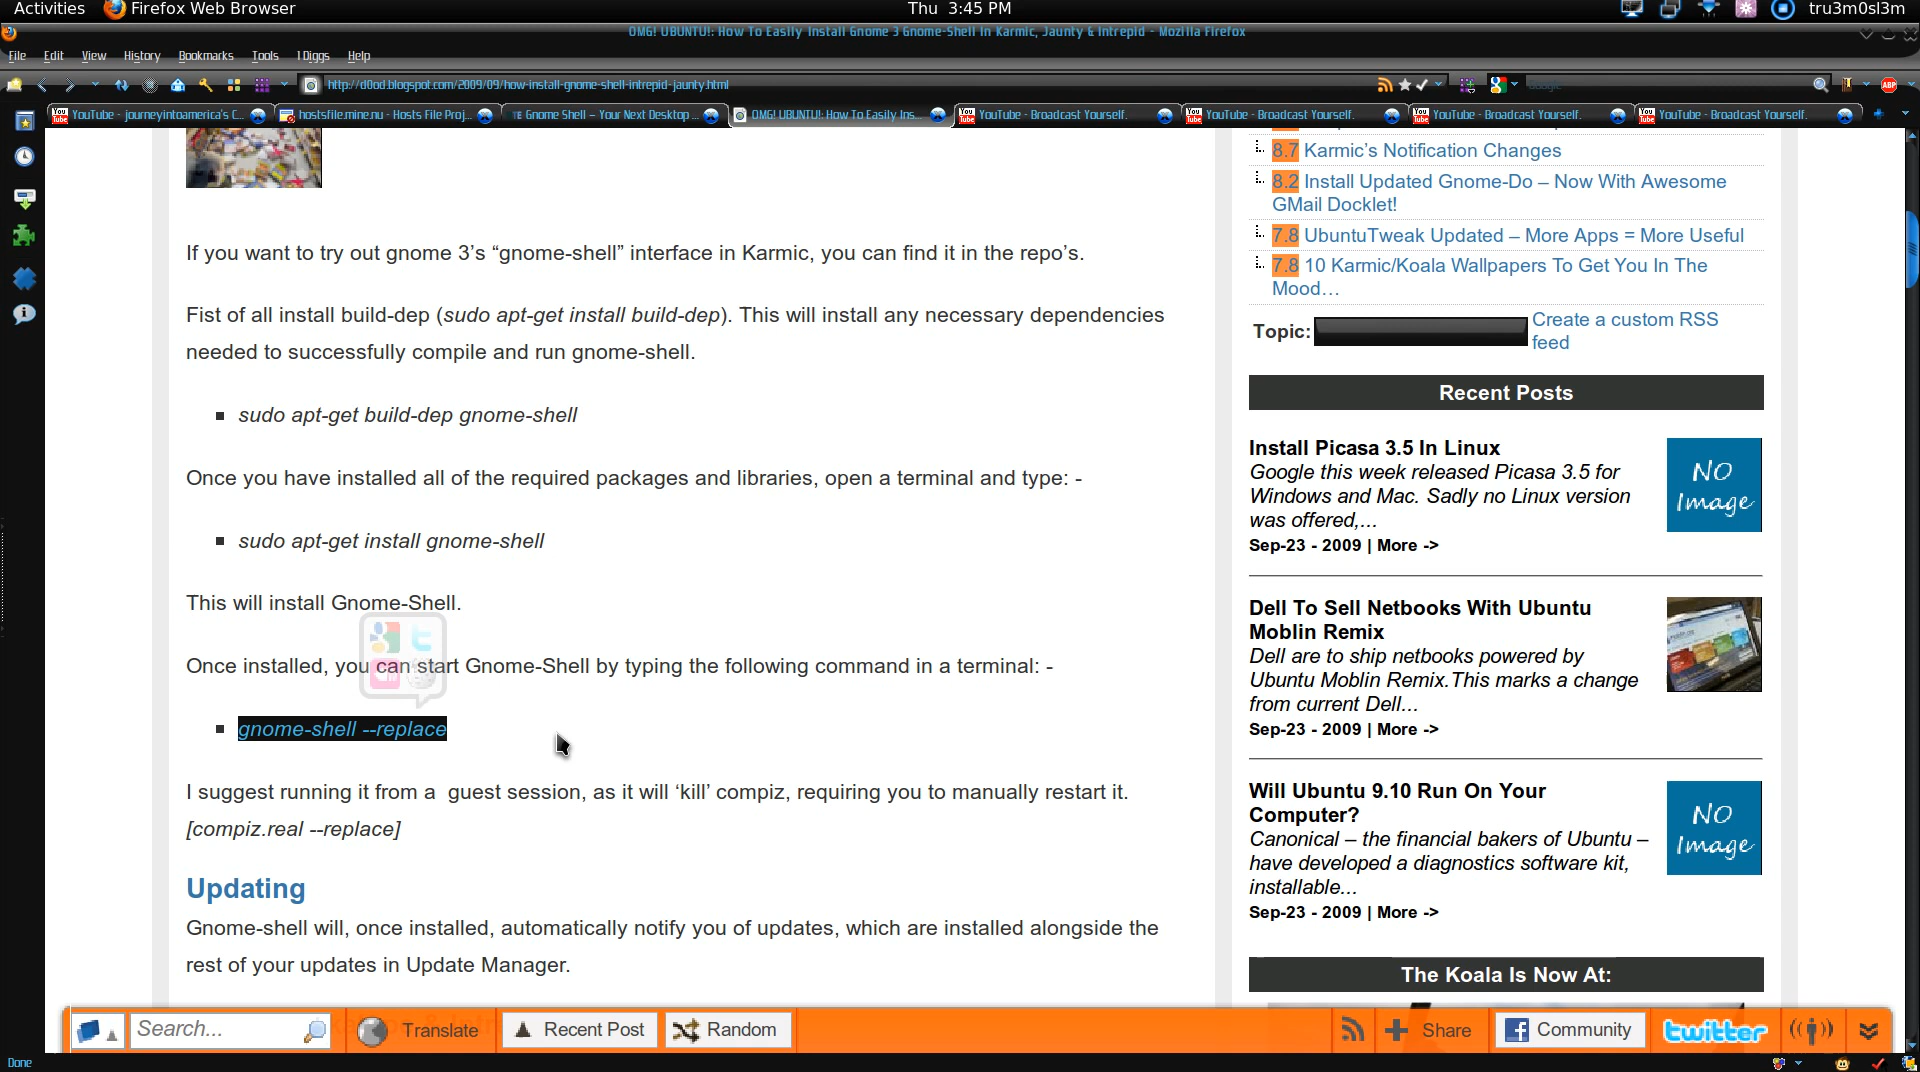 Activities Firefox Web Browser Thu 3:45 PM tru3m0sl3m
OMG! UBUNTU!: How To Easily Install Gnome 3 Gnome-Shell In Karmic, Jaunty & Intrepid - Mozilla Firefox
File Edit View History Bookmarks Tools 1 Diggs Help
http://d0od.blogspot.com/2009/09/how-install-gnome-shell-intrepid-jaunty.html Google
YouTube - journeyintoamerica's C... hostsfile.mine.nu - Hosts File Proj... Gnome Shell – Your Next Desktop ... OMG! UBUNTU!: How To Easily Ins... YouTube - Broadcast Yourself. YouTube - Broadcast Yourself. YouTube - Broadcast Yourself. YouTube - Broadcast Yourself.
If you want to try out gnome 3’s “gnome-shell” interface in Karmic, you can find it in the repo’s.
Fist of all install build-dep (sudo apt-get install build-dep). This will install any necessary dependencies
needed to successfully compile and run gnome-shell.
sudo apt-get build-dep gnome-shell
Once you have installed all of the required packages and libraries, open a terminal and type: -
sudo apt-get install gnome-shell
This will install Gnome-Shell.
Once installed, you can start Gnome-Shell by typing the following command in a terminal: -
gnome-shell --replace
I suggest running it from a guest session, as it will ‘kill’ compiz, requiring you to manually restart it.
[compiz.real --replace]
Updating
Gnome-shell will, once installed, automatically notify you of updates, which are installed alongside the
rest of your updates in Update Manager.
8.7 Karmic’s Notification Changes
8.2 Install Updated Gnome-Do – Now With Awesome
GMail Docklet!
7.8 UbuntuTweak Updated – More Apps = More Useful
7.8 10 Karmic/Koala Wallpapers To Get You In The
Mood…
Topic: Create a custom RSS
feed
Recent Posts
Install Picasa 3.5 In Linux
Google this week released Picasa 3.5 for
Windows and Mac. Sadly no Linux version
was offered,...
Sep-23 - 2009 | More ->
NO
Image
Dell To Sell Netbooks With Ubuntu
Moblin Remix
Dell are to ship netbooks powered by
Ubuntu Moblin Remix.This marks a change
from current Dell...
Sep-23 - 2009 | More ->
Will Ubuntu 9.10 Run On Your
Computer?
Canonical – the financial bakers of Ubuntu –
have developed a diagnostics software kit,
installable...
Sep-23 - 2009 | More ->
NO
Image
The Koala Is Now At:
Search... Translate Recent Post Random Share Community twitter
Done